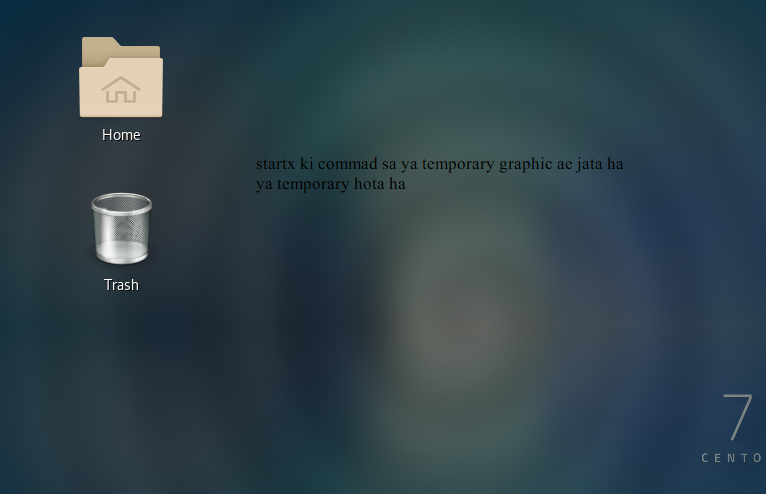 Home
startx ki commad sa ya temporary graphic ae jata ha
ya temporary hota ha
Trash
7
CENTO